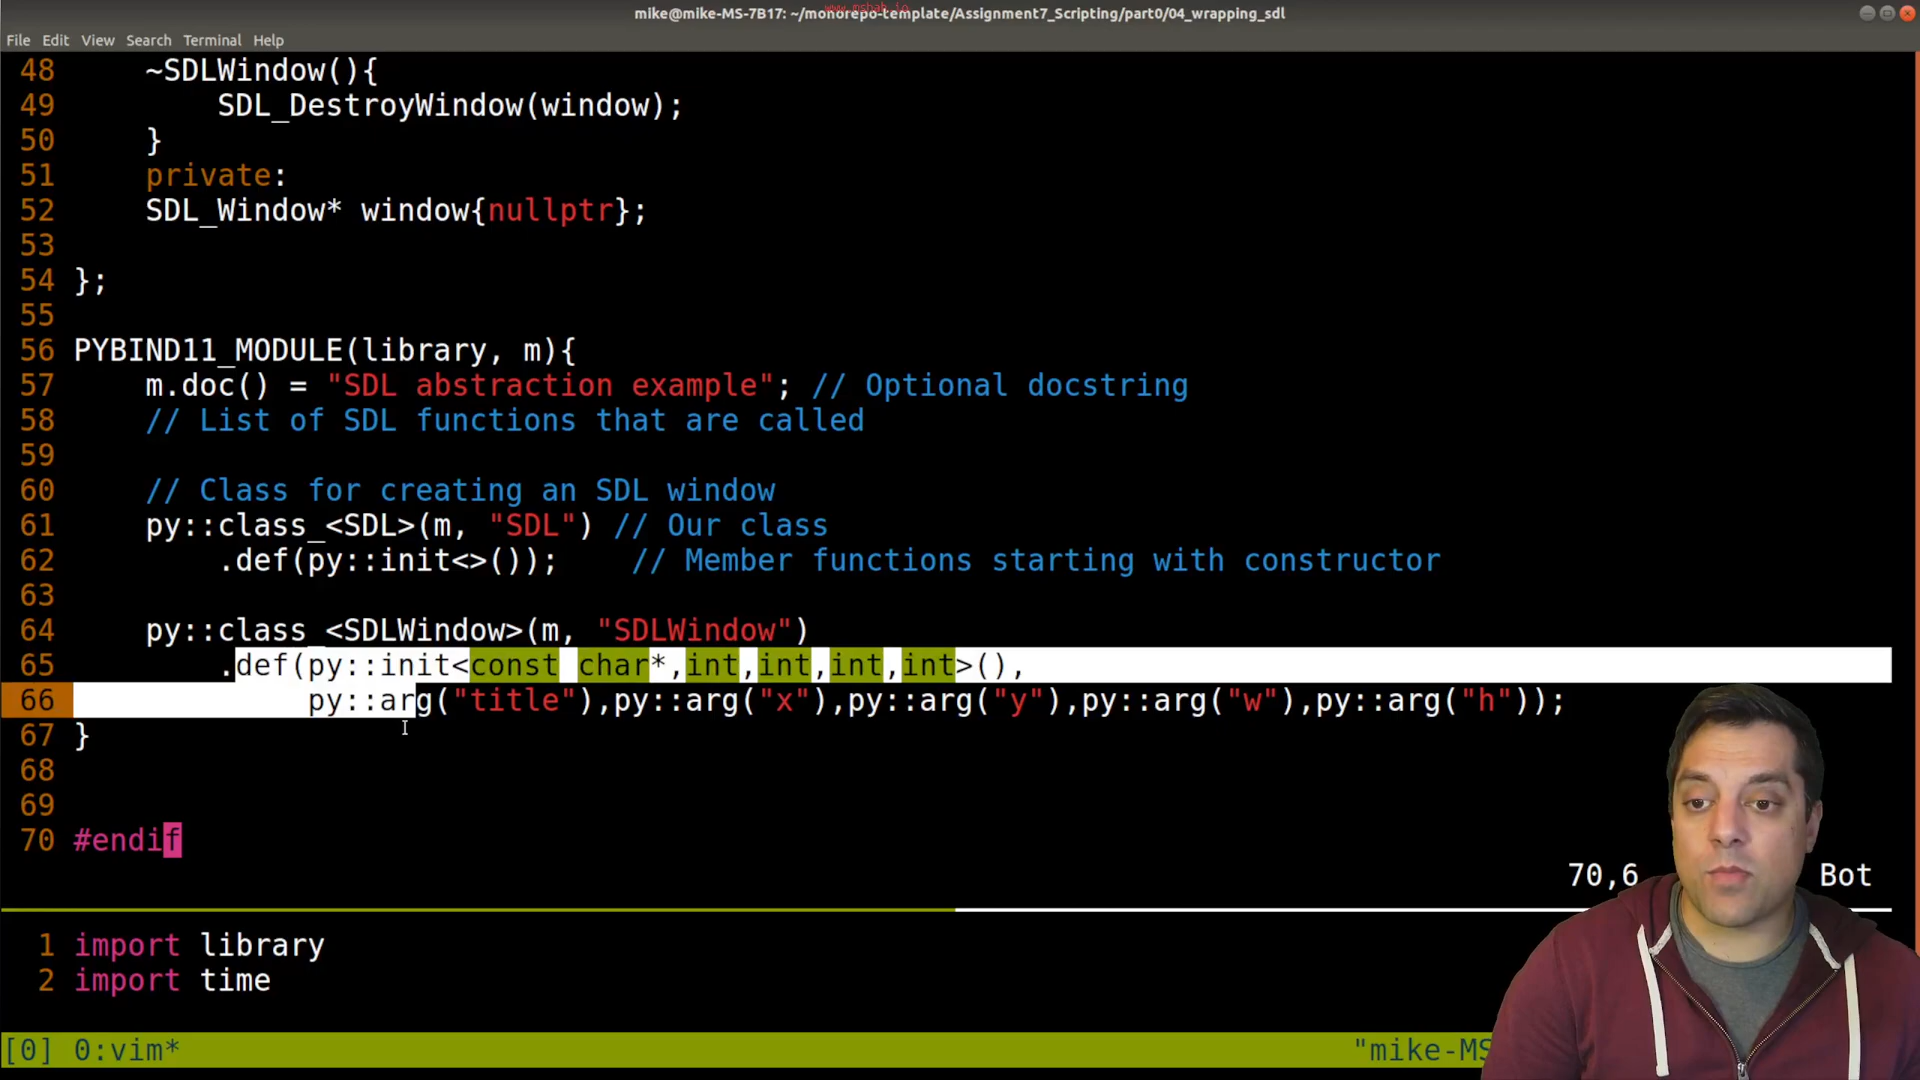 www.mshah.io
mike@mike-MS-7B17: ~/monorepo-template/Assignment7_Scripting/part0/04_wrapping_sdl
File Edit View Search Terminal Help
48     ~SDLWindow(){
49         SDL_DestroyWindow(window);
50     }
51     private:
52     SDL_Window* window{nullptr};
53
54 };
55
56 PYBIND11_MODULE(library, m){
57     m.doc() = "SDL abstraction example"; // Optional docstring
58     // List of SDL functions that are called
59
60     // Class for creating an SDL window
61     py::class_<SDL>(m, "SDL") // Our class
62         .def(py::init<>());    // Member functions starting with constructor
63
64     py::class_<SDLWindow>(m, "SDLWindow")
65         .def(py::init<const char*,int,int,int,int>(),
66              py::arg("title"),py::arg("x"),py::arg("y"),py::arg("w"),py::arg("h"));
67 }
68
69
70 #endif
70,6 Bot
1 import library
2 import time
[0] 0:vim* "mike-MS